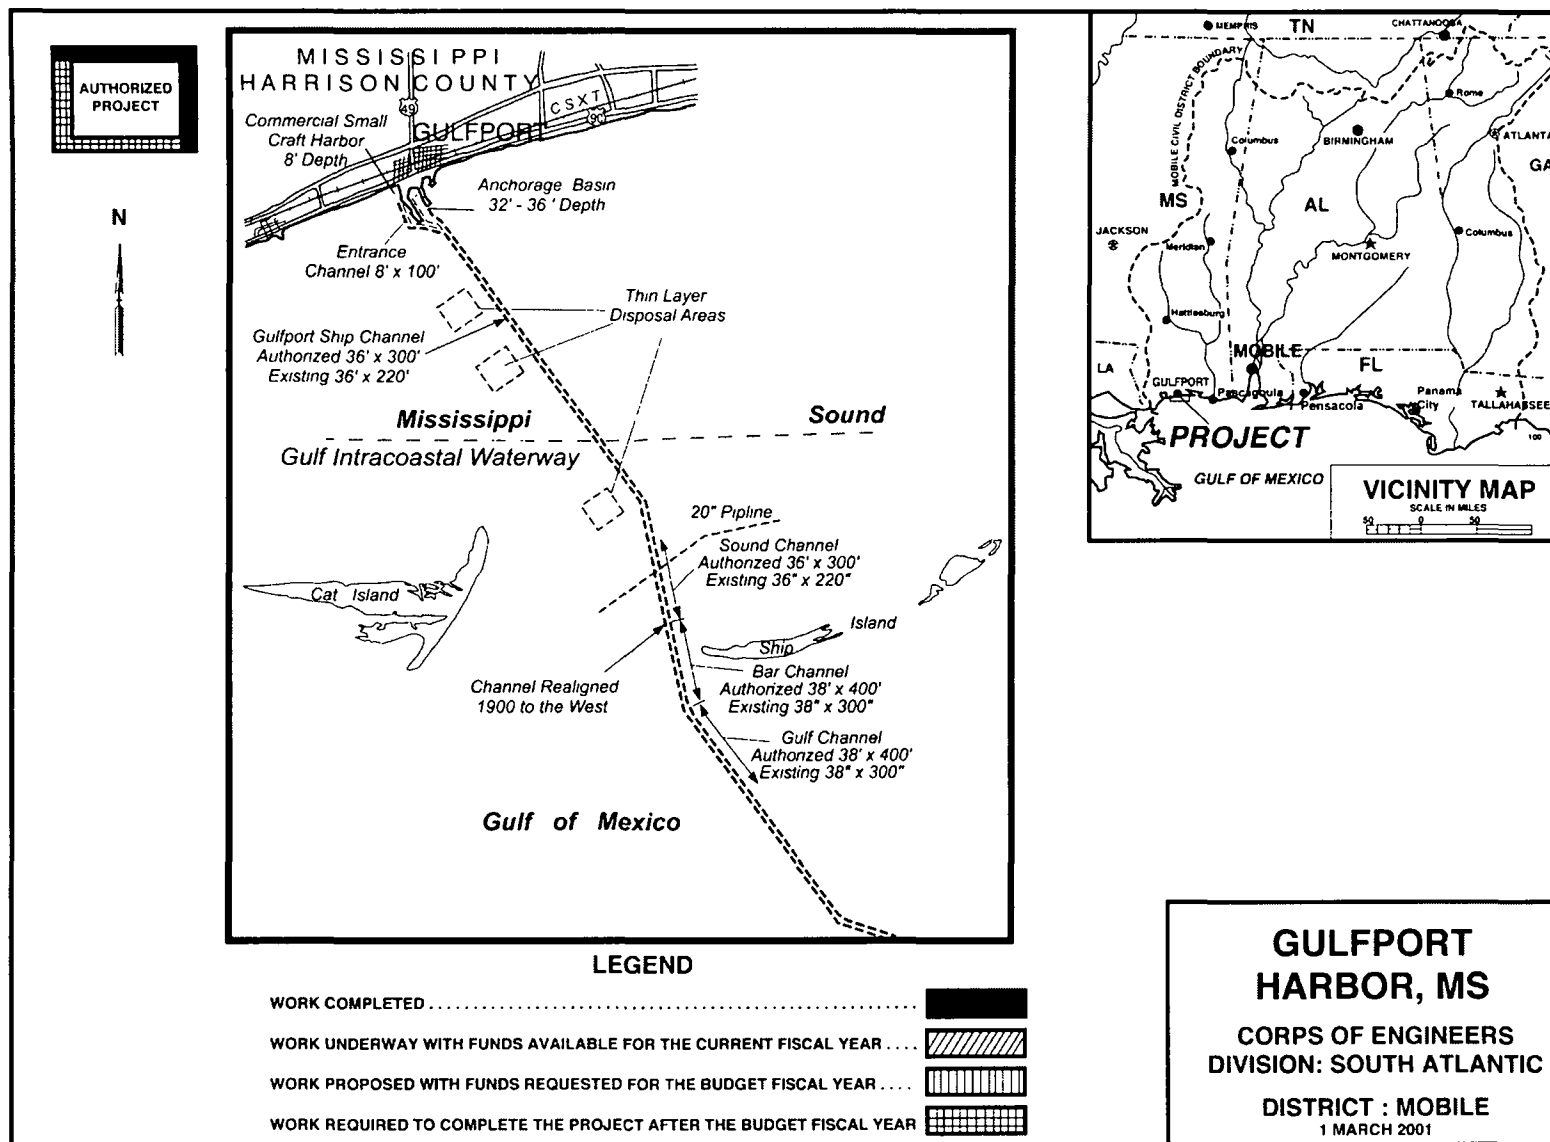 AUTHORIZED
PROJECT
N
MISSISSIPPI
HARRISON COUNTY
49
CSXT
90
GULFPORT
Commercial Small
Craft Harbor
8' Depth
Anchorage Basin
32' - 36 ' Depth
Entrance
Channel 8' x 100'
Thin Layer
Disposal Areas
Gulfport Ship Channel
Authorized 36' x 300'
Existing 36' x 220'
Mississippi Sound
Gulf Intracoastal Waterway
20" Pipline
Sound Channel
Authorized 36' x 300'
Existing 36" x 220"
Cat Island
Ship Island
Bar Channel
Authorized 38' x 400'
Existing 38" x 300"
Channel Realigned
1900 to the West
Gulf Channel
Authorized 38' x 400'
Existing 38" x 300"
Gulf of Mexico
LEGEND
WORK COMPLETED
WORK UNDERWAY WITH FUNDS AVAILABLE FOR THE CURRENT FISCAL YEAR
WORK PROPOSED WITH FUNDS REQUESTED FOR THE BUDGET FISCAL YEAR
WORK REQUIRED TO COMPLETE THE PROJECT AFTER THE BUDGET FISCAL YEAR
MEMPHIS
TN
CHATTANOOGA
MOBILE CIVIL DISTRICT BOUNDARY
Rome
Columbus
BIRMINGHAM
ATLANTA
GA
MS
AL
JACKSON
Meridian
MONTGOMERY
Columbus
Hattiesburg
MOBILE
FL
LA
GULFPORT
Pascagoula
Pensacola
Panama
City
TALLAHASSEE
PROJECT
100
GULF OF MEXICO
VICINITY MAP
SCALE IN MILES
50 0 50
GULFPORT
HARBOR, MS
CORPS OF ENGINEERS
DIVISION: SOUTH ATLANTIC
DISTRICT : MOBILE
1 MARCH 2001